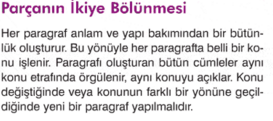 Parçanın İkiye Bölünmesi
Her paragraf anlam ve yapı bakımından bir bütün-
lük oluşturur. Bu yönüyle her paragrafta belli bir ko-
nu işlenir. Paragrafı oluşturan bütün cümleler aynı
konu etrafında örgülenir, aynı konuyu açıklar. Konu
değiştiğinde veya konunun farklı bir yönüne geçil-
diğinde yeni bir paragraf yapılmalıdır.